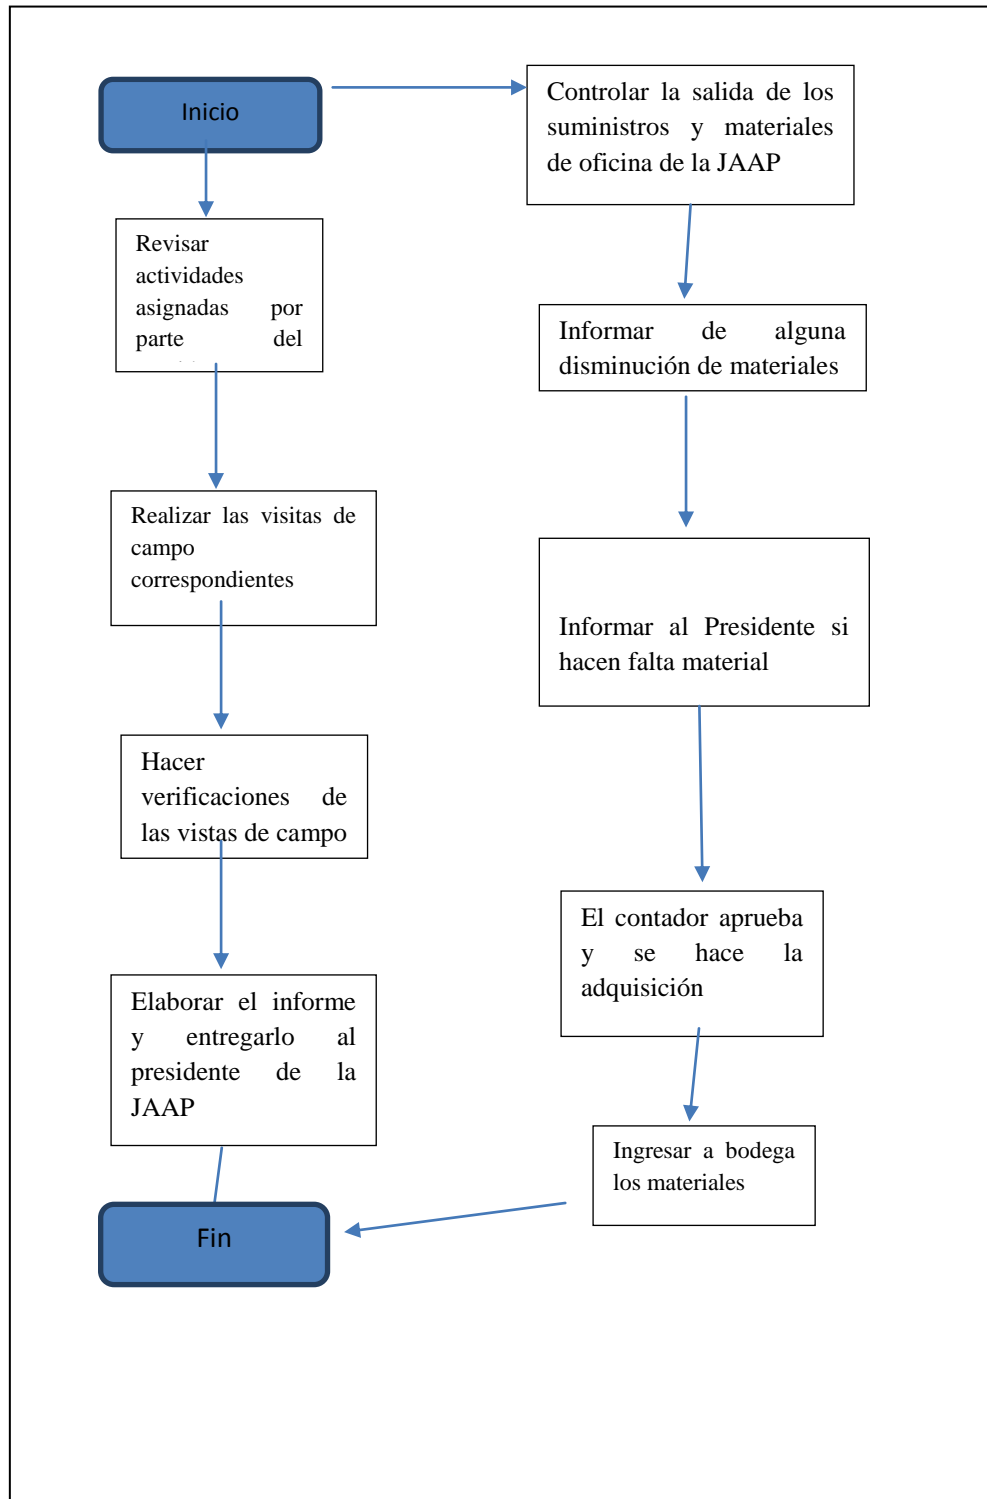 Inicio
Revisar
actividades
asignadas por
parte del
Realizar las visitas de
campo
correspondientes
Hacer
verificaciones de
las vistas de campo
Elaborar el informe
y entregarlo al
presidente de la
JAAP
Controlar la salida de los
suministros y materiales
de oficina de la JAAP
Informar de alguna
disminución de materiales
Informar al Presidente si
hacen falta material
El contador aprueba
y se hace la
adquisición
Ingresar a bodega
los materiales
Fin